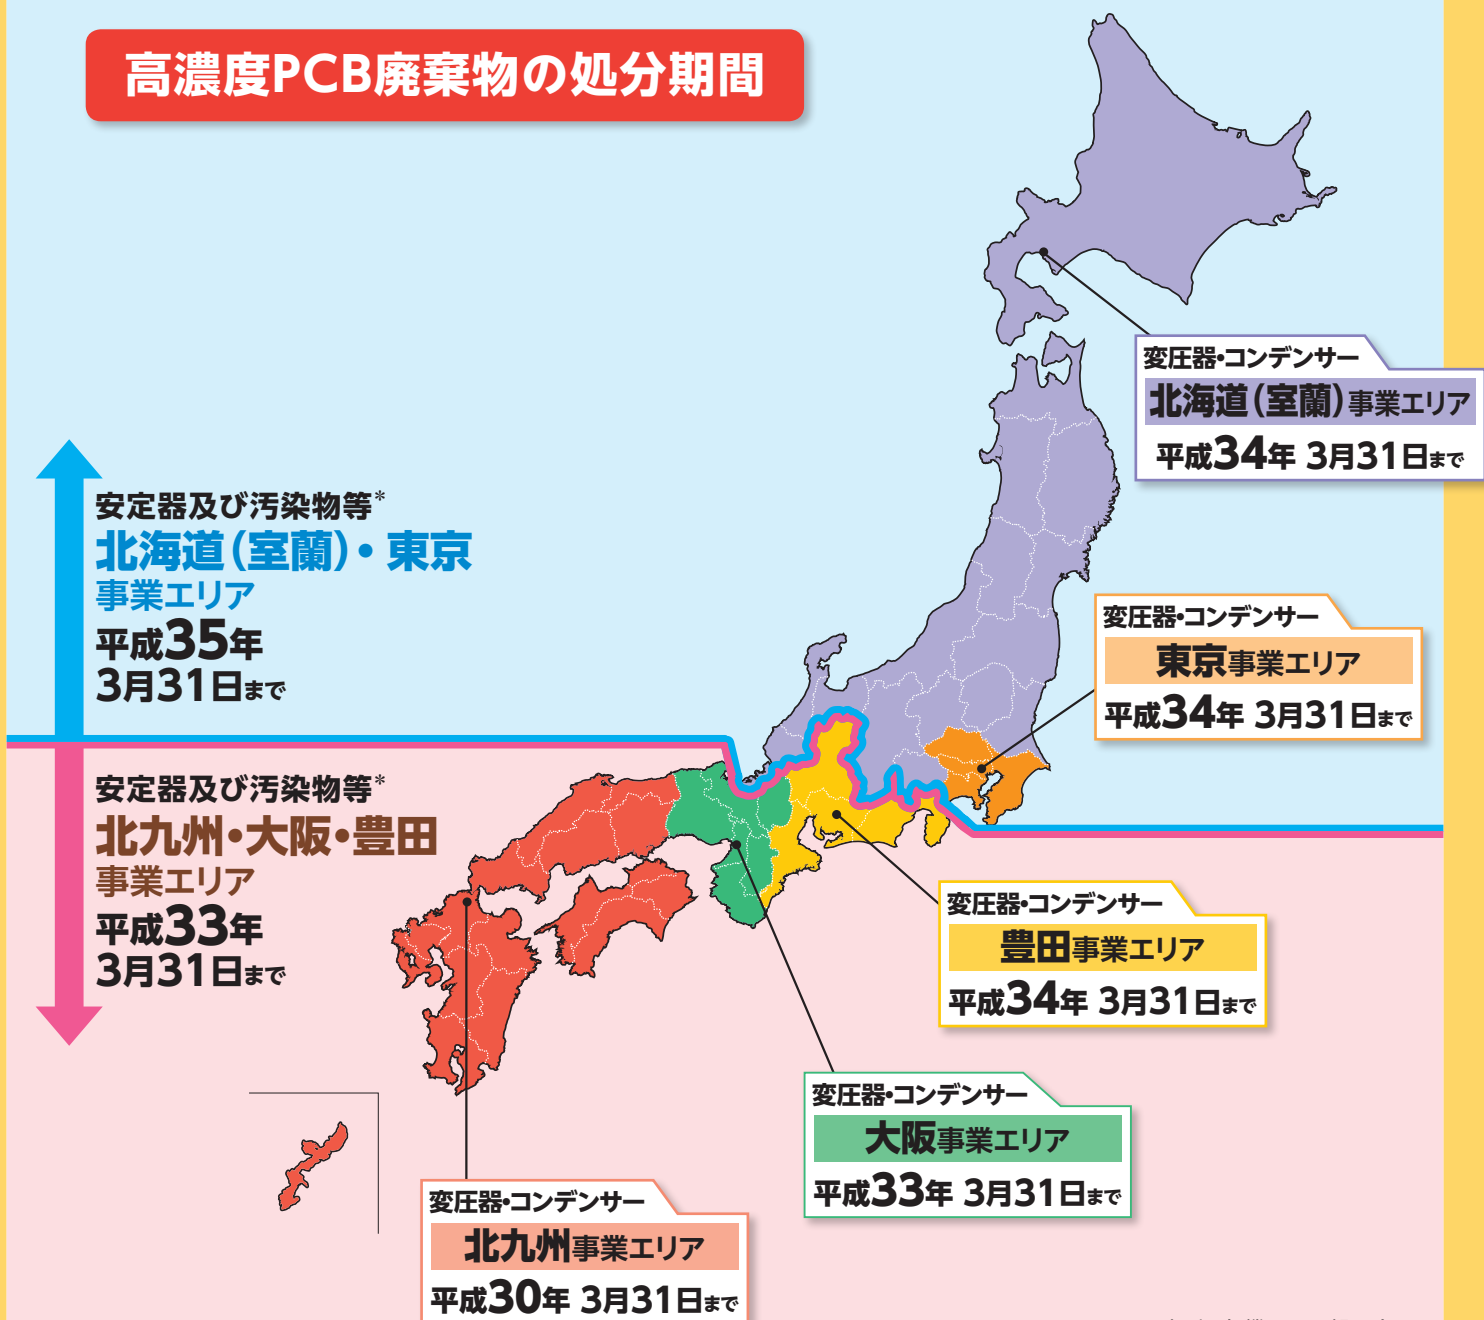 高濃度PCB廃棄物の処分期間
変圧器・コンデンサー
北海道(室蘭)事業エリア
平成34年 3月31日まで
安定器及び汚染物等*
北海道(室蘭)・東京
事業エリア
平成35年
3月31日まで
変圧器・コンデンサー
東京事業エリア
平成34年 3月31日まで
安定器及び汚染物等*
北九州・大阪・豊田
事業エリア
平成33年
3月31日まで
変圧器・コンデンサー
豊田事業エリア
平成34年 3月31日まで
変圧器・コンデンサー
大阪事業エリア
平成33年 3月31日まで
変圧器・コンデンサー
北九州事業エリア
平成30年 3月31日まで